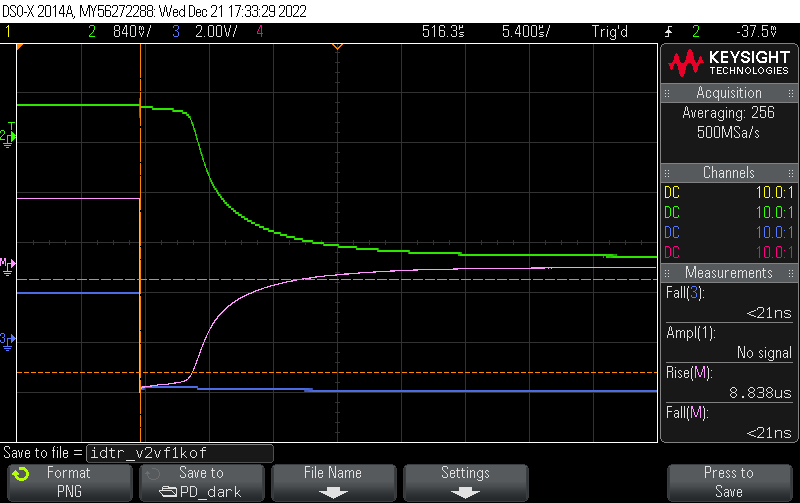 DSO-X 2014A, MY56272288: Wed Dec 21 17:33:29 2022
1 2 840mV/ 3 2.00V/ 4 516.3ns 5.400us/ Trig'd 2 -37.5mV
KEYSIGHT
TECHNOLOGIES
Acquisition
Averaging: 256
500MSa/s
Channels
DC 10.0:1
DC 10.0:1
DC 10.0:1
DC 10.0:1
Measurements
Fall(3):
<21ns
Ampl(1):
No signal
Rise(M):
8.838us
Fall(M):
<21ns
T
2
M
3
Save to file = idtr_v2vf1kof
Format
PNG
Save to
PD_dark
File Name
Settings
Press to
Save